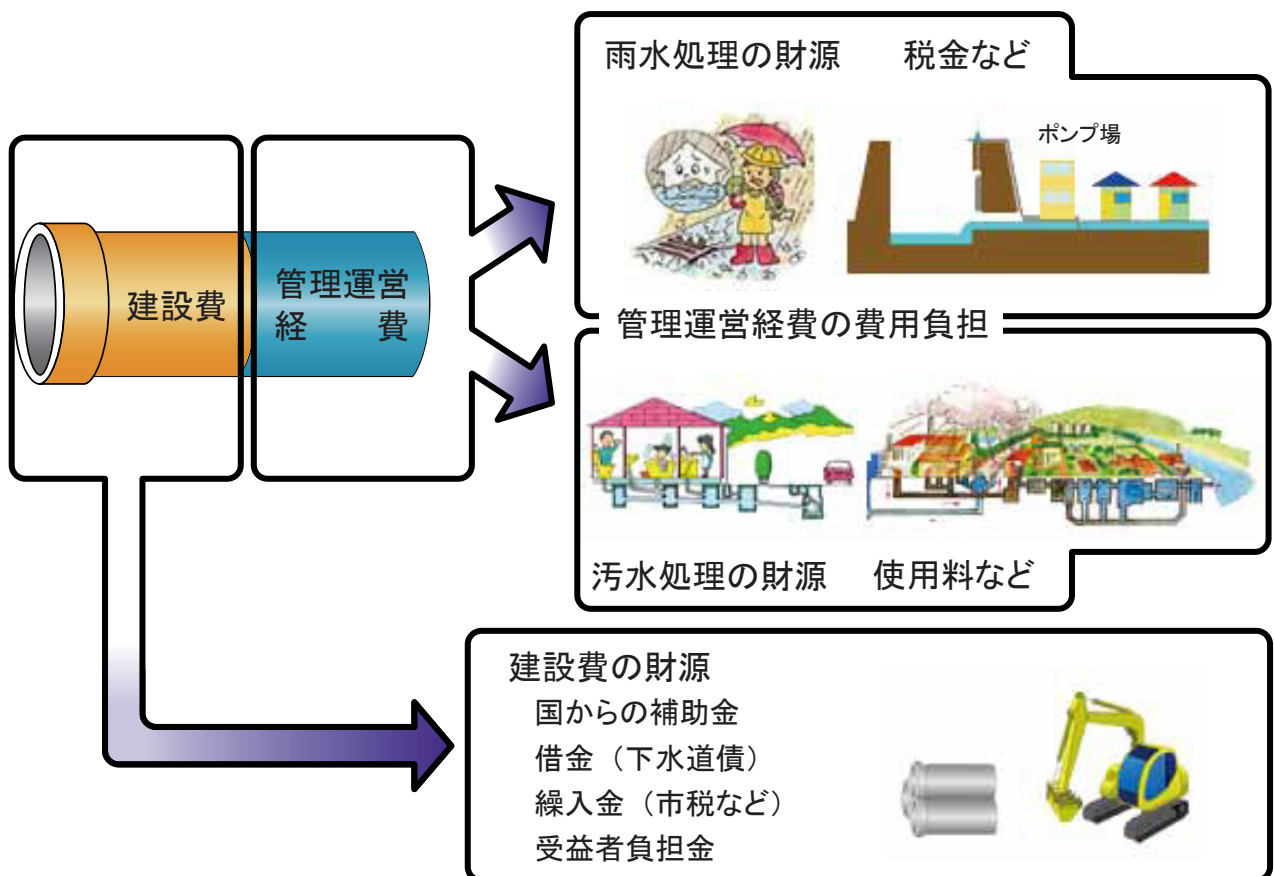 雨水処理の財源　　税金など
ポンプ場
建設費
管理運営
経　　費
管理運営経費の費用負担
汚水処理の財源　　使用料など
建設費の財源
国からの補助金
借金（下水道債）
繰入金（市税など）
受益者負担金